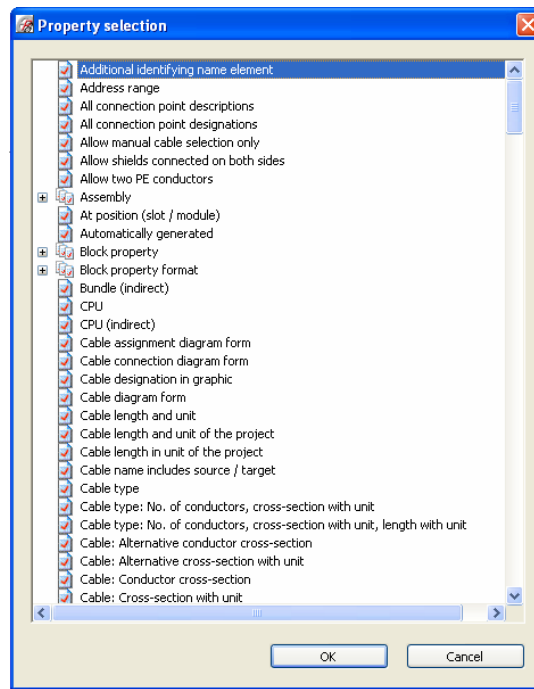 Property selection
Additional identifying name element
Address range
All connection point descriptions
All connection point designations
Allow manual cable selection only
Allow shields connected on both sides
Allow two PE conductors
Assembly
At position (slot / module)
Automatically generated
Block property
Block property format
Bundle (indirect)
CPU
CPU (indirect)
Cable assignment diagram form
Cable connection diagram form
Cable designation in graphic
Cable diagram form
Cable length and unit
Cable length and unit of the project
Cable length in unit of the project
Cable name includes source / target
Cable type
Cable type: No. of conductors, cross-section with unit
Cable type: No. of conductors, cross-section with unit, length with unit
Cable: Alternative conductor cross-section
Cable: Alternative cross-section with unit
Cable: Conductor cross-section
Cable: Cross-section with unit
OK Cancel